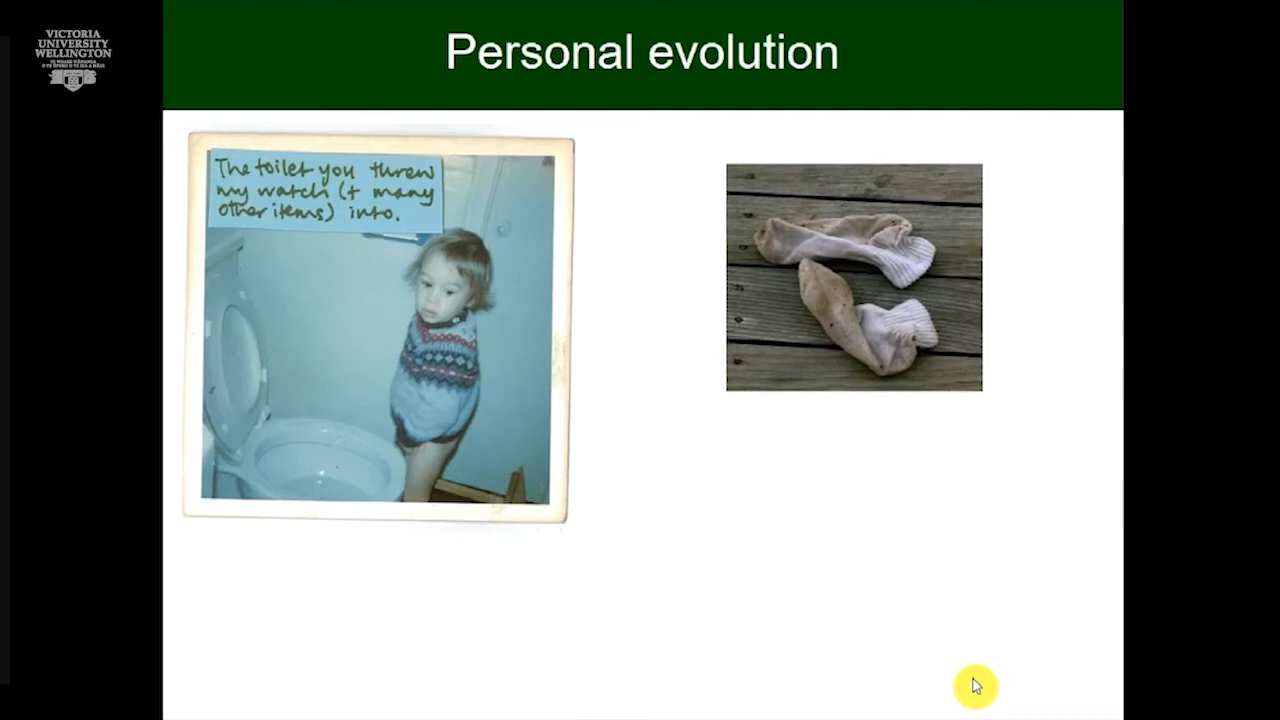 VICTORIA
UNIVERSITY
WELLINGTON
Personal evolution
The toilet you threw
my watch (+ many
other items) into.